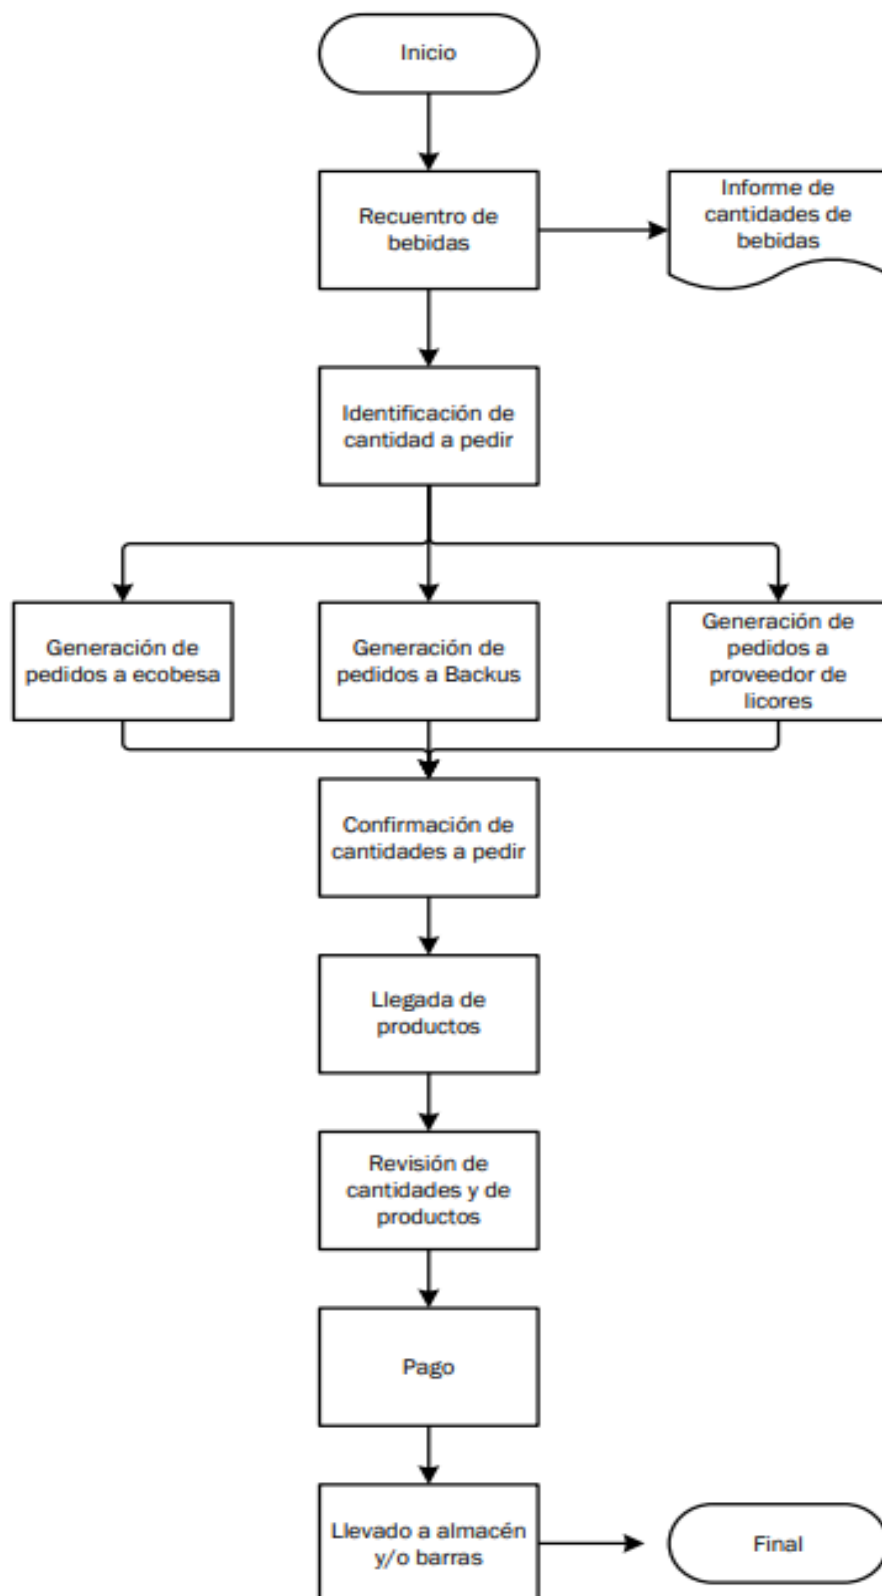 Inicio
Recuentro de
bebidas
Informe de
cantidades de
bebidas
Identificación de
cantidad a pedir
Generación de
pedidos a ecobesa
Generación de
pedidos a Backus
Generación de
pedidos a
proveedor de
licores
Confirmación de
cantidades a pedir
Llegada de
productos
Revisión de
cantidades y de
productos
Pago
Llevado a almacén
y/o barras
Final